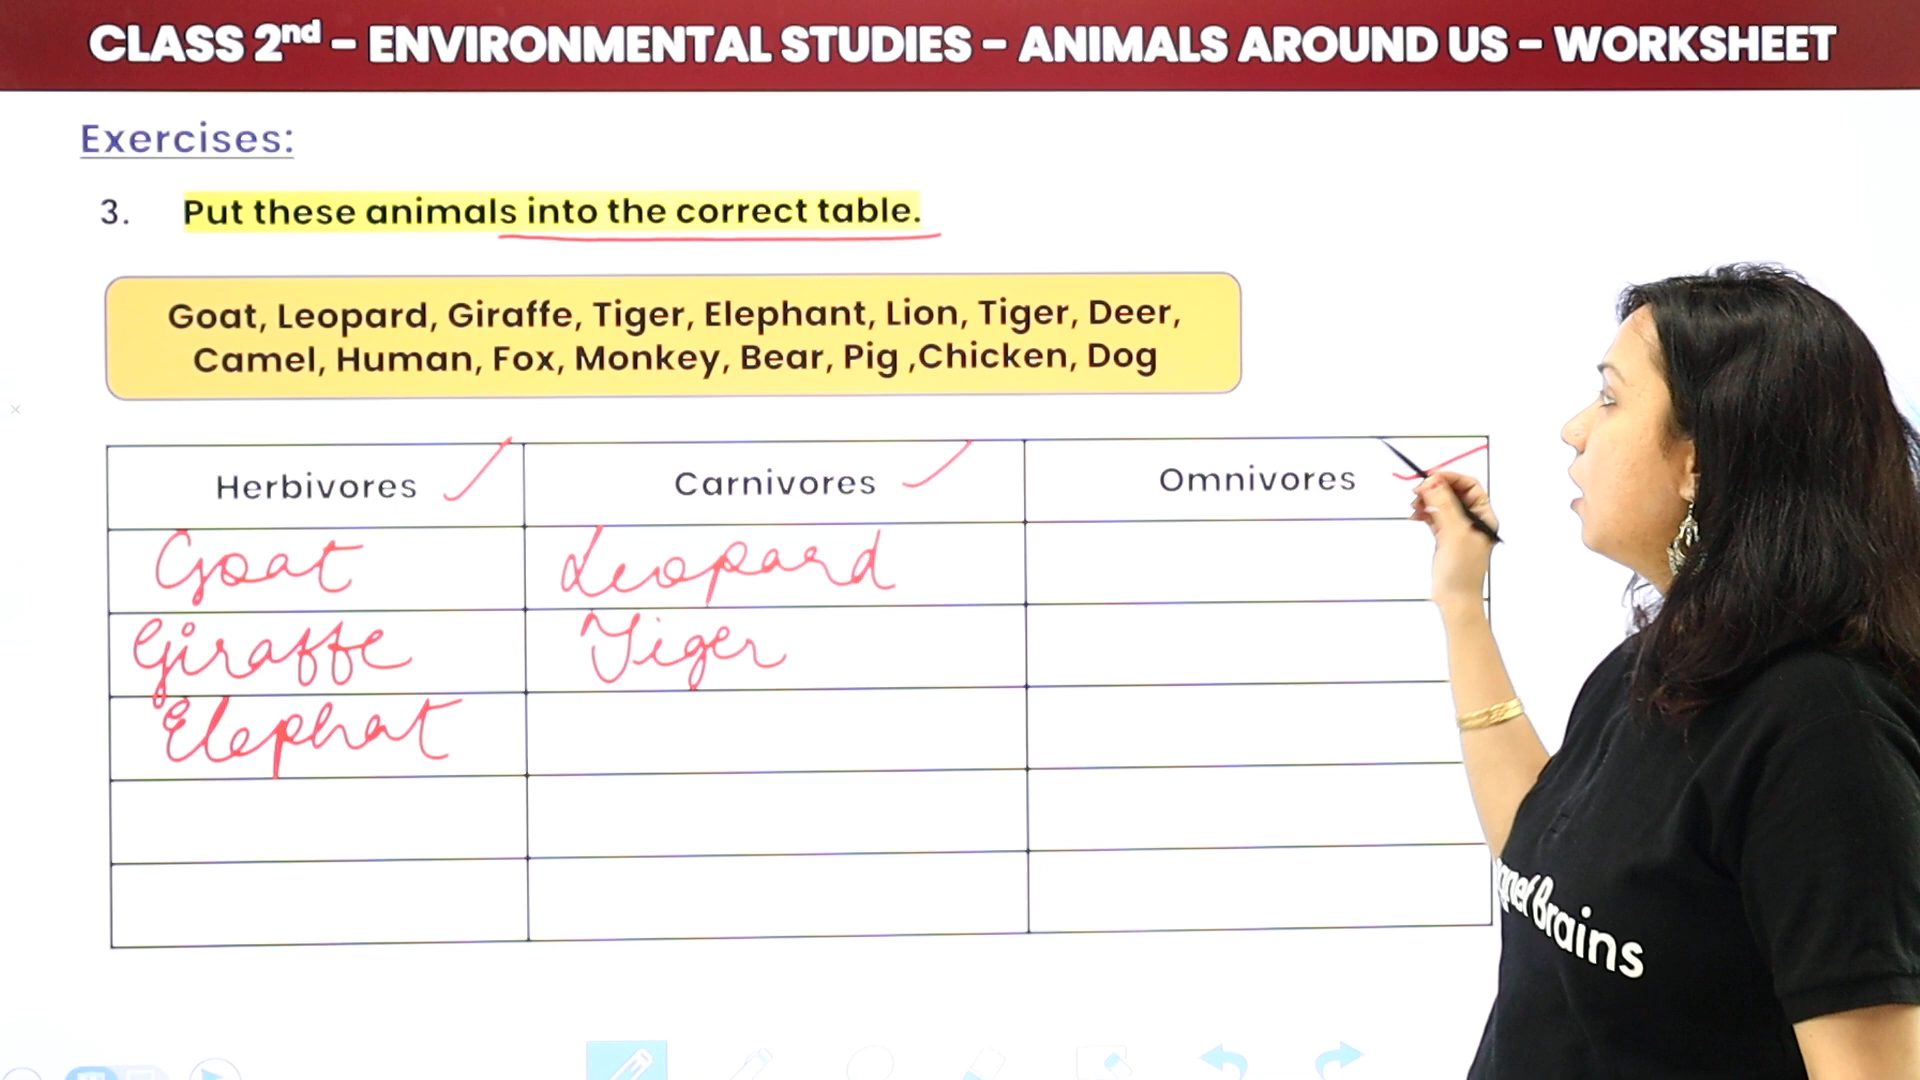 CLASS 2nd – ENVIRONMENTAL STUDIES – ANIMALS AROUND US – WORKSHEET
Exercises:
3. Put these animals into the correct table.
Goat, Leopard, Giraffe, Tiger, Elephant, Lion, Tiger, Deer,
Camel, Human, Fox, Monkey, Bear, Pig ,Chicken, Dog
Herbivores Carnivores Omnivores
Goat Leopard
Giraffe Tiger
Elephat
Brains